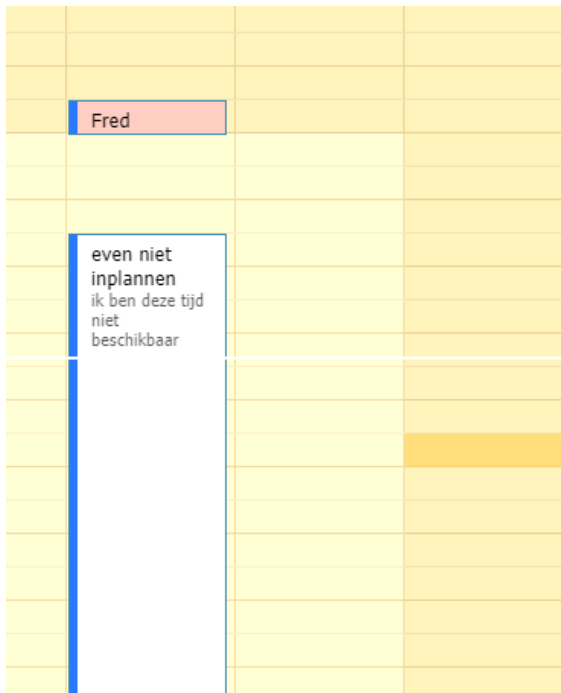 Fred
even niet
inplannen
ik ben deze tijd
niet
beschikbaar